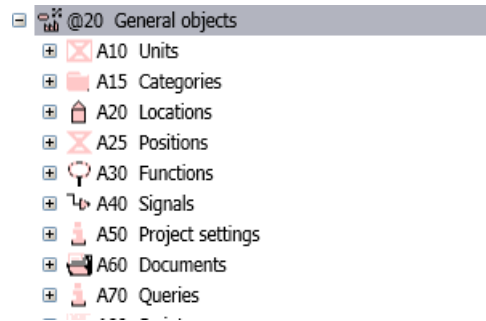 @20 General objects
A10 Units
A15 Categories
A20 Locations
A25 Positions
A30 Functions
A40 Signals
A50 Project settings
A60 Documents
A70 Queries